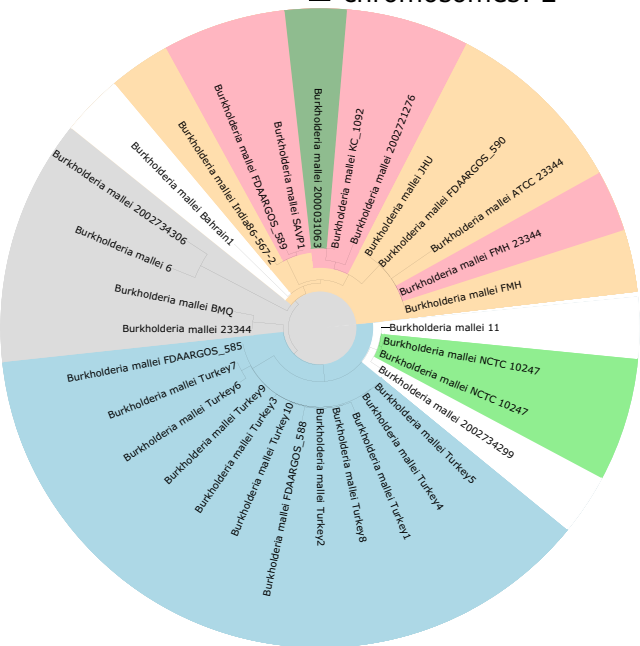 chromosomes: 2
Burkholderia mallei 2000031063
Burkholderia mallei KC_1092
Burkholderia mallei 2002721276
Burkholderia mallei JHU
Burkholderia mallei FDAARGOS_590
Burkholderia mallei ATCC 23344
Burkholderia mallei FMH 23344
Burkholderia mallei FMH
Burkholderia mallei 11
Burkholderia mallei NCTC 10247
Burkholderia mallei NCTC 10247
Burkholderia mallei 2002734299
Burkholderia mallei Turkey5
Burkholderia mallei Turkey4
Burkholderia mallei Turkey1
Burkholderia mallei Turkey8
Burkholderia mallei Turkey2
Burkholderia mallei FDAARGOS_588
Burkholderia mallei Turkey10
Burkholderia mallei Turkey3
Burkholderia mallei Turkey9
Burkholderia mallei Turkey6
Burkholderia mallei Turkey7
Burkholderia mallei FDAARGOS_585
Burkholderia mallei 23344
Burkholderia mallei BMQ
Burkholderia mallei 6
Burkholderia mallei 2002734306
Burkholderia mallei Bahrain1
Burkholderia mallei India86-567-2
Burkholderia mallei FDAARGOS_589
Burkholderia mallei SAVP1